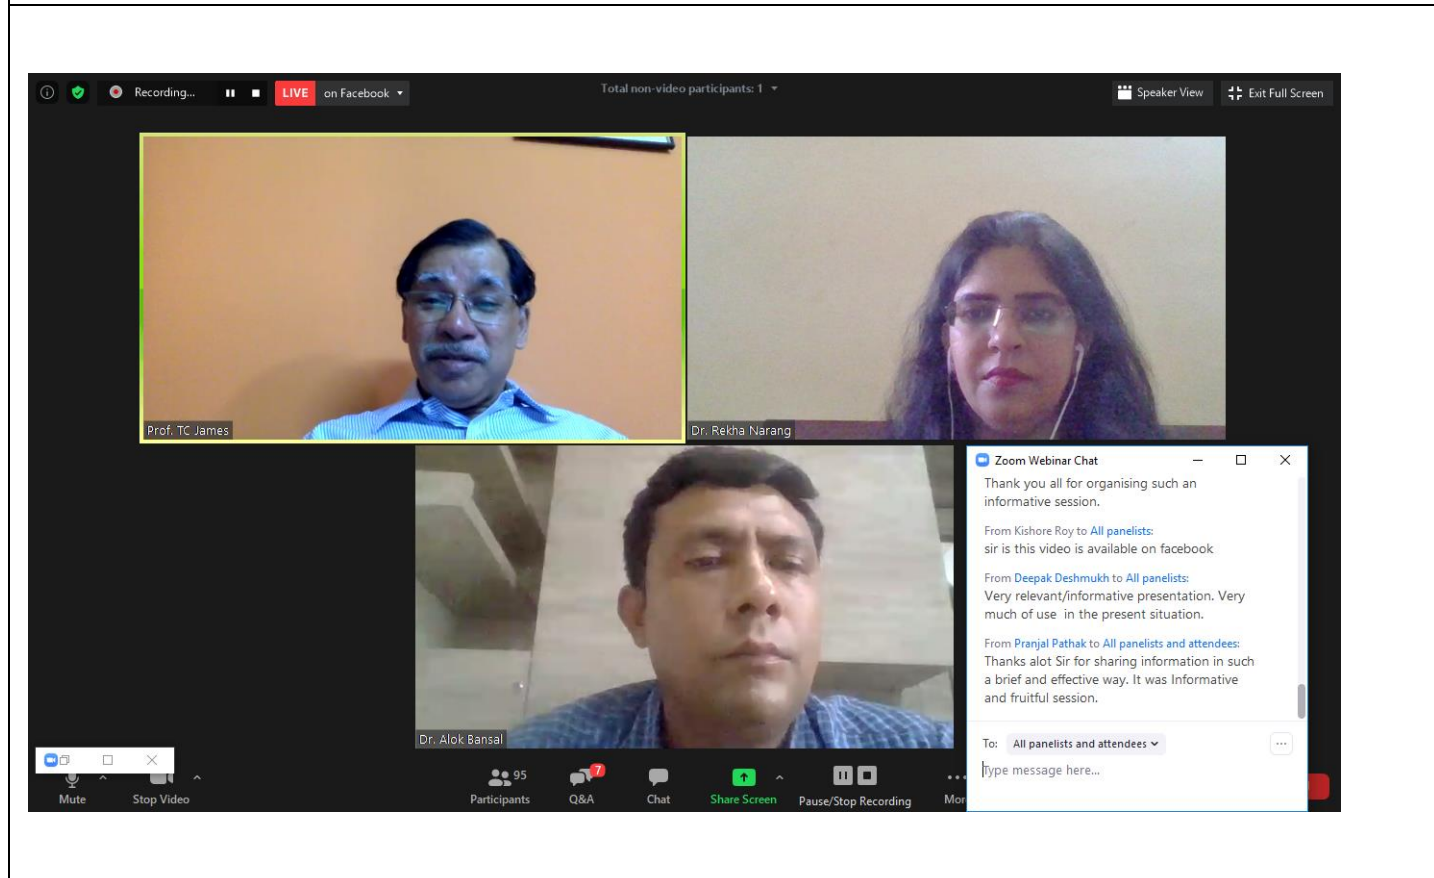 Recording...
LIVE on Facebook
Total non-video participants: 1
Speaker View
Exit Full Screen
Prof. TC James
Dr. Rekha Narang
Dr. Alok Bansal
Zoom Webinar Chat
Thank you all for organising such an
informative session.
From Kishore Roy to All panelists:
sir is this video is available on facebook
From Deepak Deshmukh to All panelists:
Very relevant/informative presentation. Very
much of use in the present situation.
From Pranjal Pathak to All panelists and attendees:
Thanks alot Sir for sharing information in such
a brief and effective way. It was Informative
and fruitful session.
To: All panelists and attendees
Type message here...
Mute
Stop Video
95
Participants
7
Q&A
Chat
Share Screen
Pause/Stop Recording
Mor